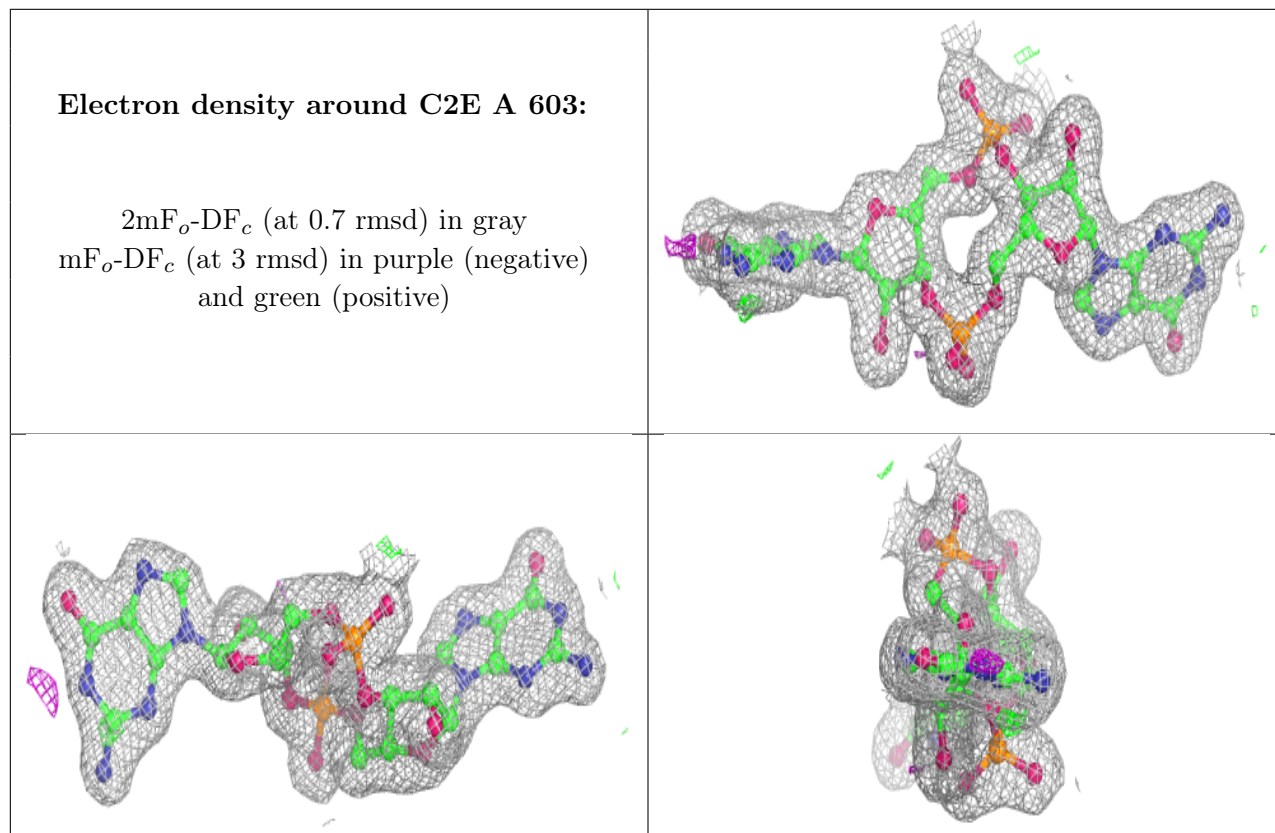 Electron density around C2E A 603:
2mFo-DFc (at 0.7 rmsd) in gray
mFo-DFc (at 3 rmsd) in purple (negative)
and green (positive)